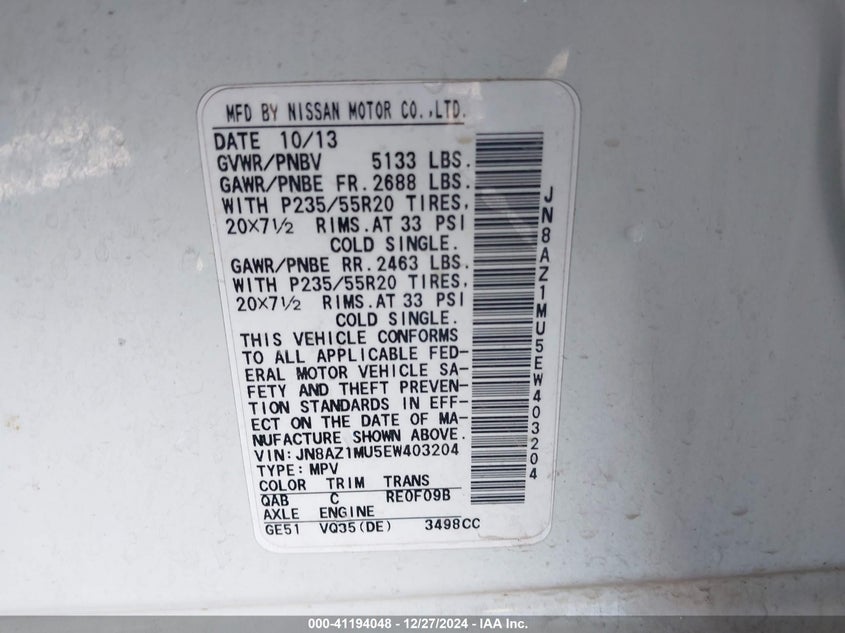 MFD BY NISSAN MOTOR CO.,LTD.
DATE 10/13
GVWR/PNBV 5133 LBS.
GAWR/PNBE FR. 2688 LBS.
WITH P235/55R20 TIRES,
20×7½ RIMS. AT 33 PSI
COLD SINGLE.
GAWR/PNBE RR. 2463 LBS.
WITH P235/55R20 TIRES,
20×7½ RIMS. AT 33 PSI
COLD SINGLE.
THIS VEHICLE CONFORMS
TO ALL APPLICABLE FED-
ERAL MOTOR VEHICLE SA-
FETY AND THEFT PREVEN-
TION STANDARDS IN EFF-
ECT ON THE DATE OF MA-
NUFACTURE SHOWN ABOVE.
VIN: JN8AZ1MU5EW403204
TYPE: MPV
COLOR TRIM TRANS
QAB C RE0F09B
AXLE ENGINE
GE51 VQ35(DE) 3498CC
JN8AZ1MU5EW403204
000-41194048 - 12/27/2024 - IAA Inc.